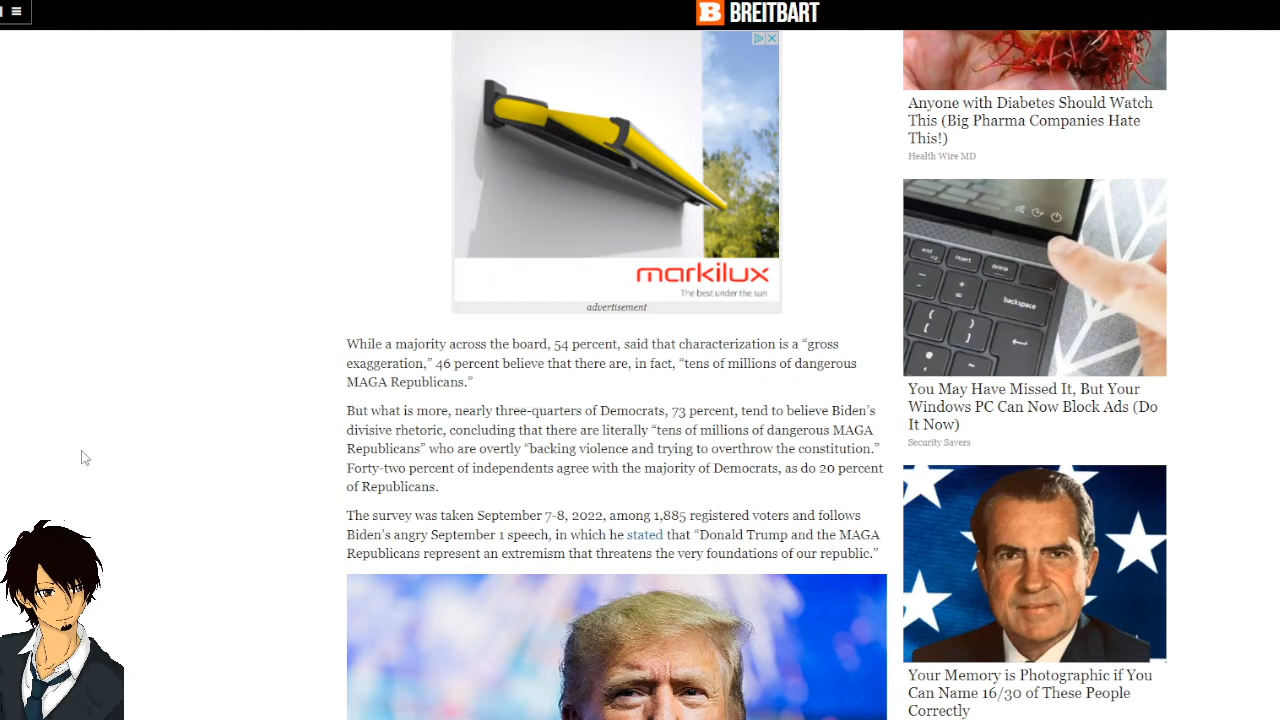 BREITBART
markilux
The best under the sun
advertisement
While a majority across the board, 54 percent, said that characterization is a “gross
exaggeration,” 46 percent believe that there are, in fact, “tens of millions of dangerous
MAGA Republicans.”
But what is more, nearly three-quarters of Democrats, 73 percent, tend to believe Biden’s
divisive rhetoric, concluding that there are literally “tens of millions of dangerous MAGA
Republicans” who are overtly “backing violence and trying to overthrow the constitution.”
Forty-two percent of independents agree with the majority of Democrats, as do 20 percent
of Republicans.
The survey was taken September 7-8, 2022, among 1,885 registered voters and follows
Biden’s angry September 1 speech, in which he stated that “Donald Trump and the MAGA
Republicans represent an extremism that threatens the very foundations of our republic.”
Anyone with Diabetes Should Watch
This (Big Pharma Companies Hate
This!)
Health Wire MD
end
insert
delete
backspace
You May Have Missed It, But Your
Windows PC Can Now Block Ads (Do
It Now)
Security Savers
Your Memory is Photographic if You
Can Name 16/30 of These People
Correctly